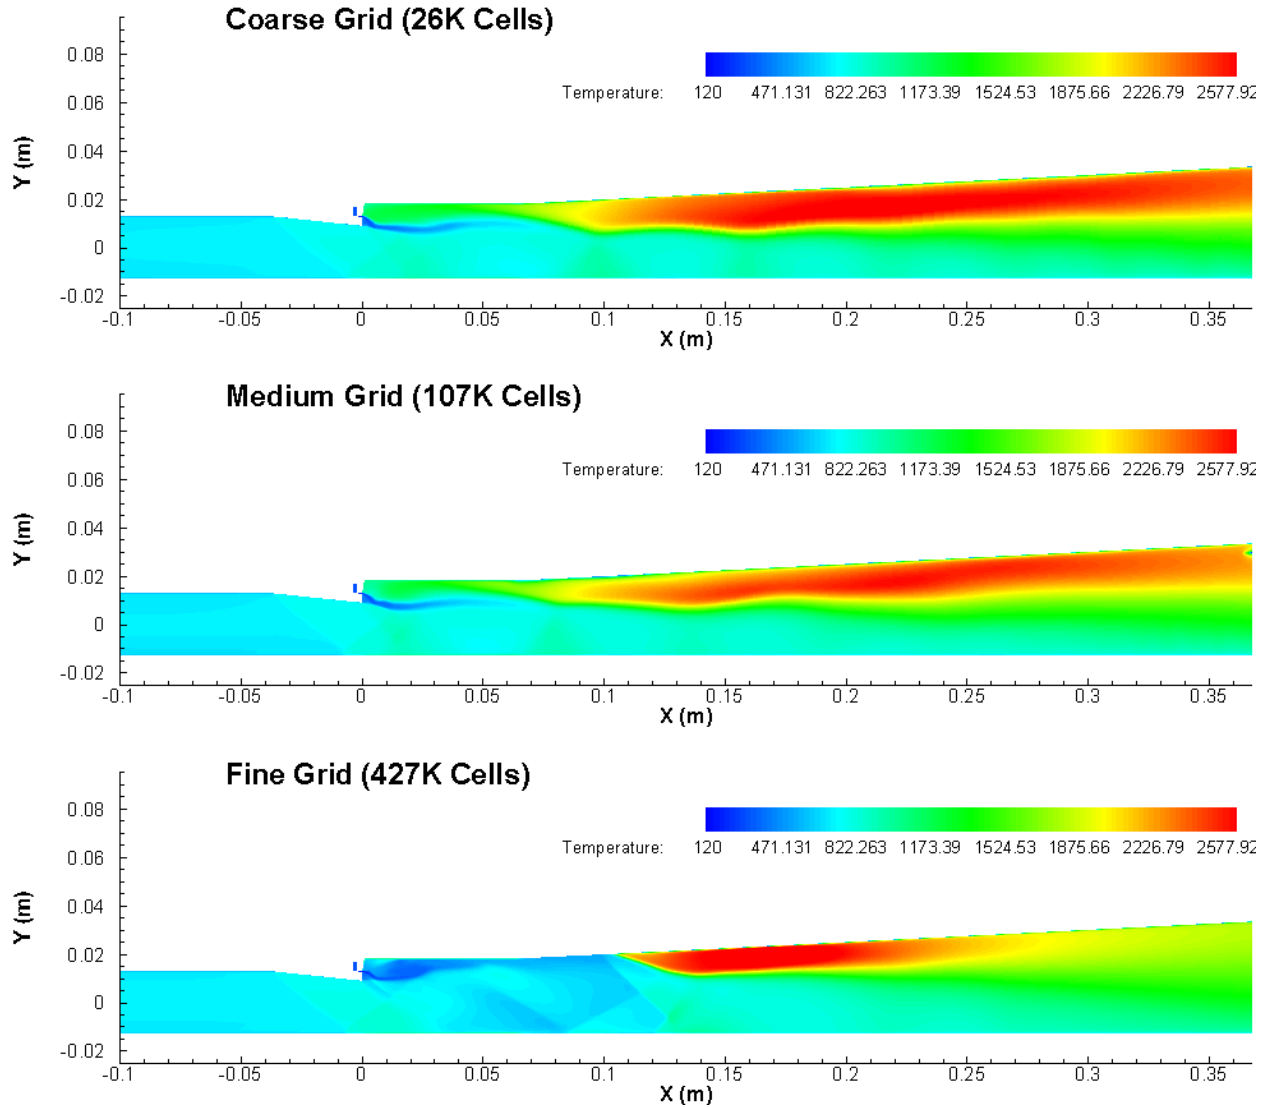 Coarse Grid (26K Cells)
0.08
Temperature: 120 471.131 822.263 1173.39 1524.53 1875.66 2226.79 2577.92
0.06
Y (m)
0.04
0.02
0
-0.02
-0.1 -0.05 0 0.05 0.1 0.15 0.2 0.25 0.3 0.35
X (m)
Medium Grid (107K Cells)
0.08
Temperature: 120 471.131 822.263 1173.39 1524.53 1875.66 2226.79 2577.92
0.06
Y (m)
0.04
0.02
0
-0.02
-0.1 -0.05 0 0.05 0.1 0.15 0.2 0.25 0.3 0.35
X (m)
Fine Grid (427K Cells)
0.08
Temperature: 120 471.131 822.263 1173.39 1524.53 1875.66 2226.79 2577.92
0.06
Y (m)
0.04
0.02
0
-0.02
-0.1 -0.05 0 0.05 0.1 0.15 0.2 0.25 0.3 0.35
X (m)